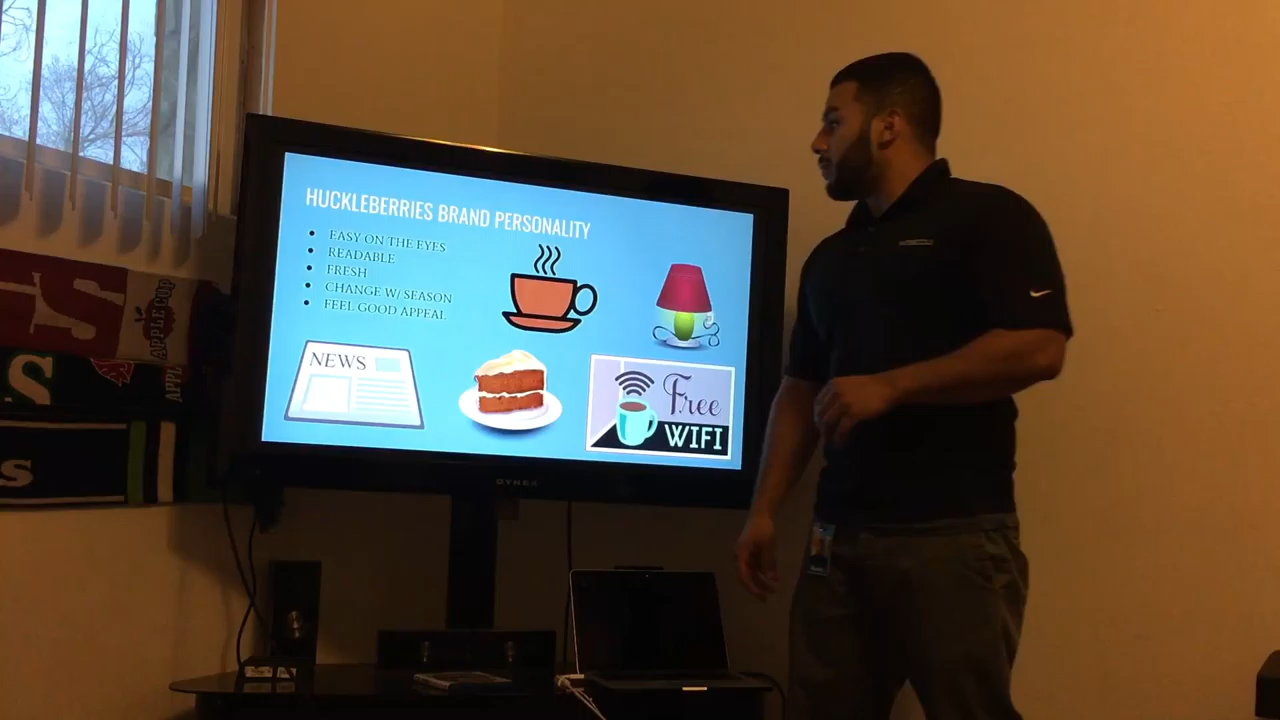 HUCKLEBERRIES BRAND PERSONALITY
EASY ON THE EYES
READABLE
FRESH
CHANGE W/ SEASON
FEEL GOOD APPEAL
NEWS
Free
WIFI
DYNEX
APPLE CUP
S